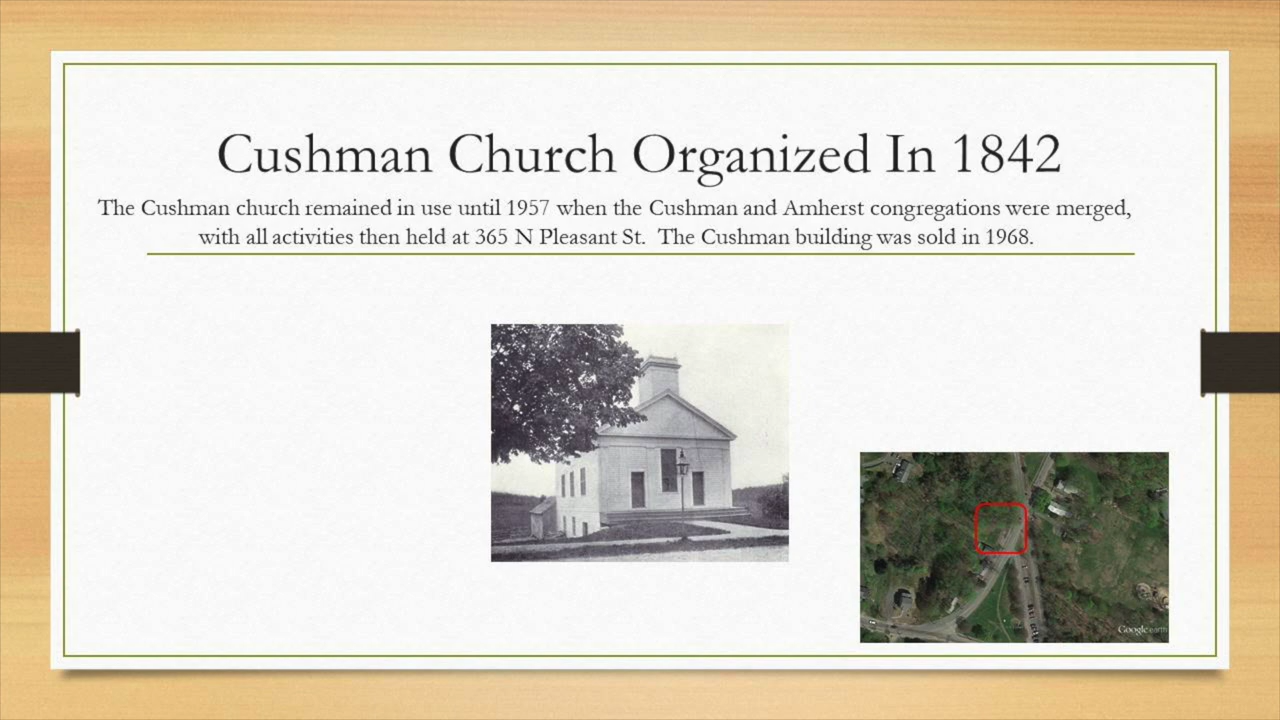 Cushman Church Organized In 1842
The Cushman church remained in use until 1957 when the Cushman and Amherst congregations were merged,
with all activities then held at 365 N Pleasant St.  The Cushman building was sold in 1968.
Google earth